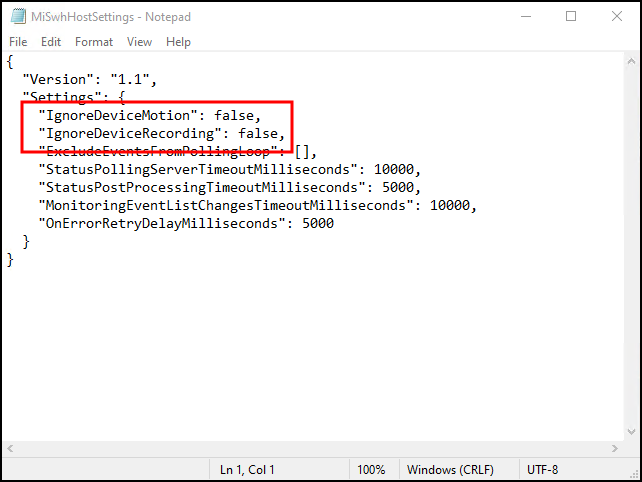 MiSwhHostSettings - Notepad
File Edit Format View Help
{
"Version": "1.1",
"Settings": {
"IgnoreDeviceMotion": false,
"IgnoreDeviceRecording": false,
"ExcludeEventsFromPollingLoop": [],
"StatusPollingServerTimeoutMilliseconds": 10000,
"StatusPostProcessingTimeoutMilliseconds": 5000,
"MonitoringEventListChangesTimeoutMilliseconds": 10000,
"OnErrorRetryDelayMilliseconds": 5000
}
}
Ln 1, Col 1 100% Windows (CRLF) UTF-8